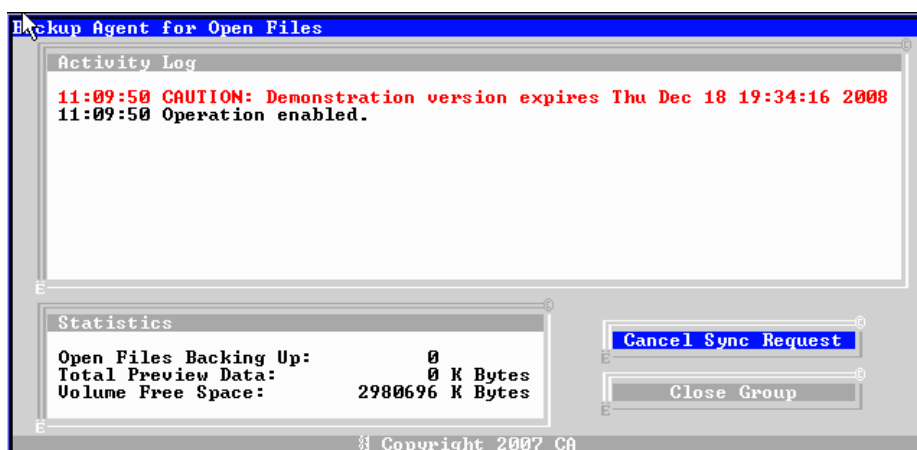 Backup Agent for Open Files
Activity Log
11:09:50 CAUTION: Demonstration version expires Thu Dec 18 19:34:16 2008
11:09:50 Operation enabled.
Statistics
Open Files Backing Up: 0
Total Preview Data: 0 K Bytes
Volume Free Space: 2980696 K Bytes
Cancel Sync Request
Close Group
Copyright 2007 CA